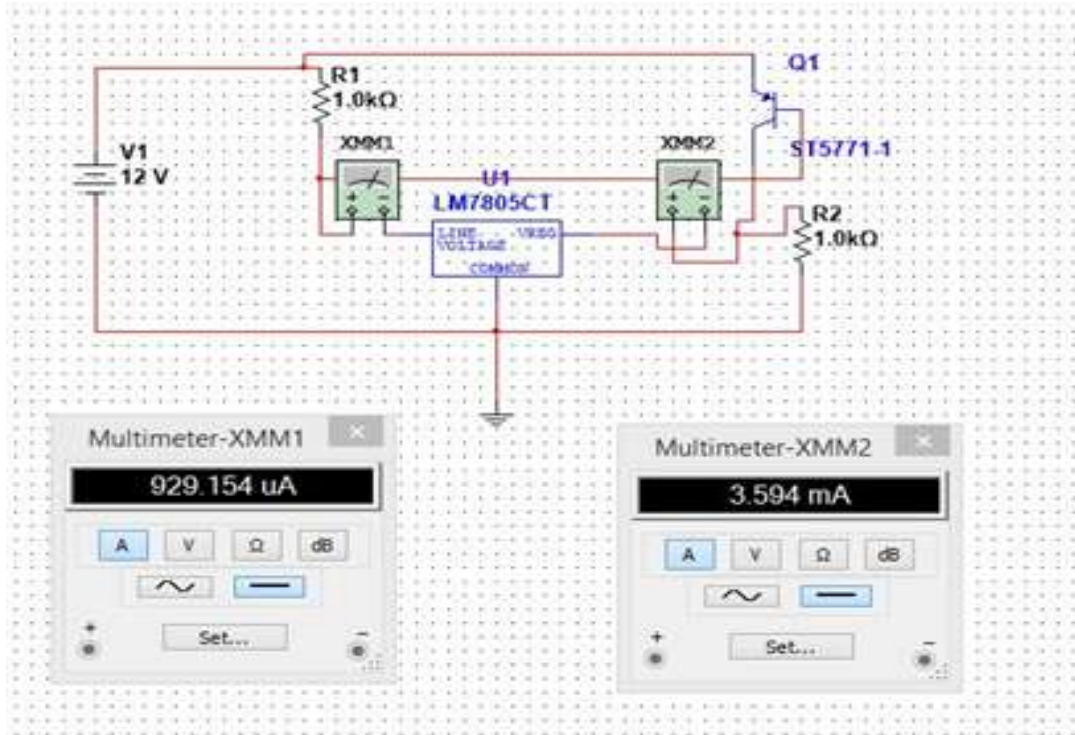 Q1
R1
1.0kΩ
XMM1
XMM2
ST5771-1
V1
12 V
U1
LM7805CT
LINE VREG
VOLTAGE
COMMON
R2
1.0kΩ
+ −
+ −
Multimeter-XMM1
×
929.154 uA
A V Ω dB
Set...
+ −
Multimeter-XMM2
×
3.594 mA
A V Ω dB
Set...
+ −